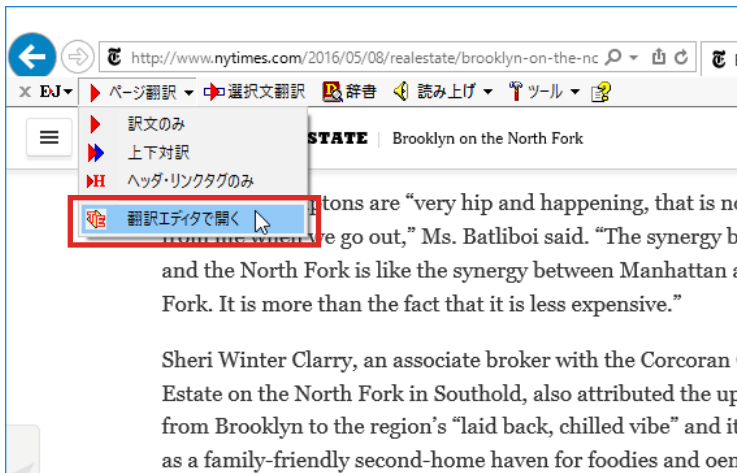 http://www.nytimes.com/2016/05/08/realestate/brooklyn-on-the-nc
EJ ページ翻訳 選択文翻訳 辞書 読み上げ ツール
訳文のみ
上下対訳
ヘッダ・リンクタグのみ
翻訳エディタで開く
STATE | Brooklyn on the North Fork
ptons are “very hip and happening, that is
from me when we go out,” Ms. Batliboi said. “The synergy
and the North Fork is like the synergy between Manhattan
Fork. It is more than the fact that it is less expensive.”
Sheri Winter Clarry, an associate broker with the Corcoran
Estate on the North Fork in Southold, also attributed the
from Brooklyn to the region’s “laid back, chilled vibe” and
as a family-friendly second-home haven for foodies and